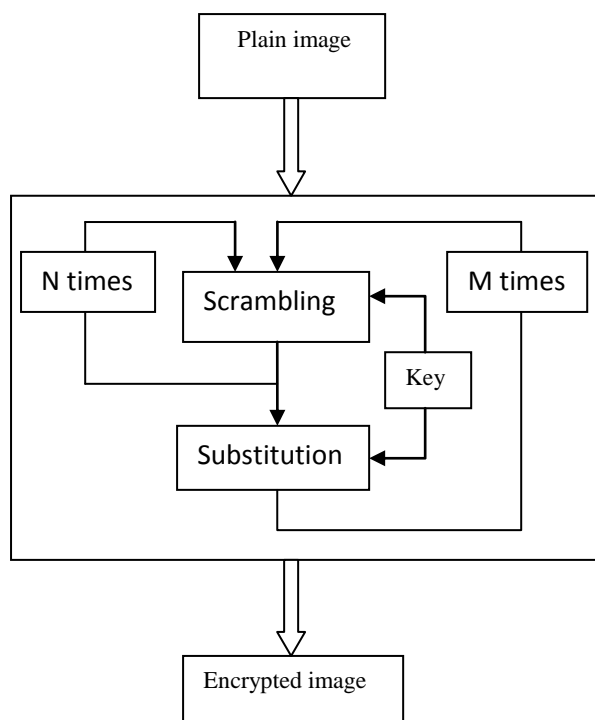 Plain image
N times
M times
Scrambling
Key
Substitution
Encrypted image